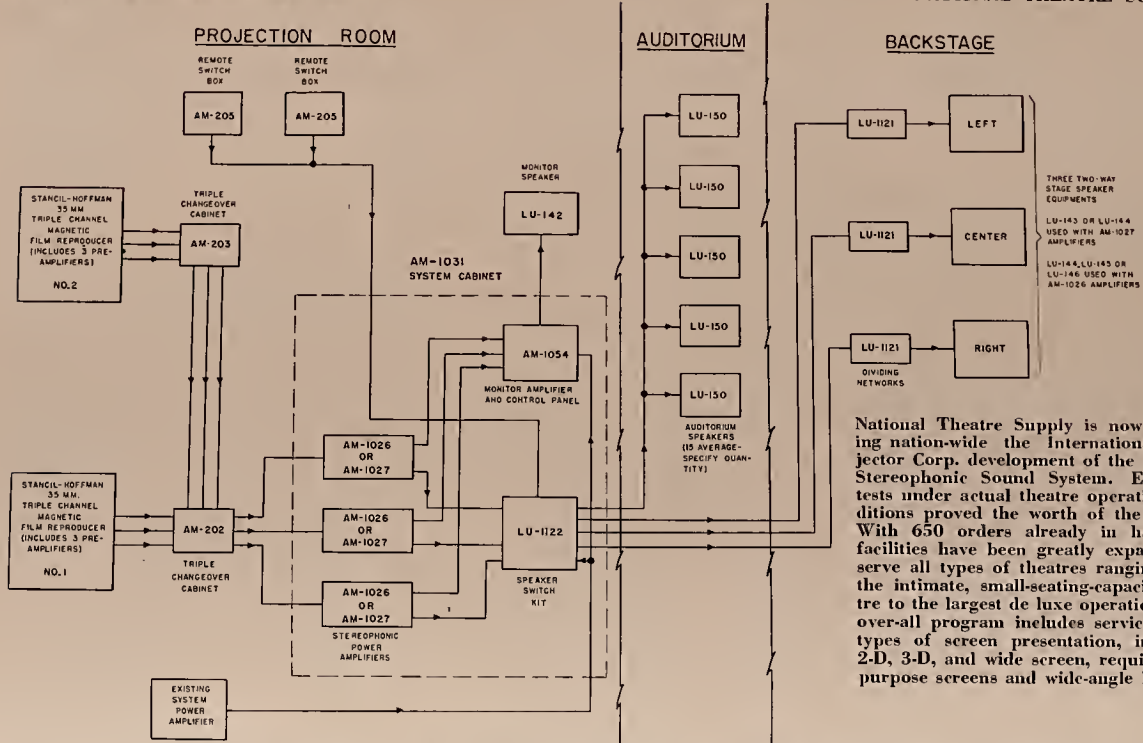 PROJECTION ROOM
AUDITORIUM
BACKSTAGE
REMOTE
SWITCH
BOX
AM-205
REMOTE
SWITCH
BOX
AM-205
STANCIL-HOFFMAN
35 MM
TRIPLE CHANNEL
MAGNETIC
FILM REPRODUCER
(INCLUDES 3 PRE-
AMPLIFIERS)
NO.2
TRIPLE
CHANGEOVER
CABINET
AM-203
MONITOR
SPEAKER
LU-142
AM-1031
SYSTEM CABINET
AM-1054
MONITOR AMPLIFIER
AND CONTROL PANEL
STANCIL-HOFFMAN
35 MM.
TRIPLE CHANNEL
MAGNETIC
FILM REPRODUCER
(INCLUDES 3 PRE-
AMPLIFIERS)
NO.1
AM-202
TRIPLE
CHANGEOVER
CABINET
AM-1026
OR
AM-1027
AM-1026
OR
AM-1027
AM-1026
OR
AM-1027
STEREOPHONIC
POWER
AMPLIFIERS
LU-1122
SPEAKER
SWITCH
KIT
EXISTING
SYSTEM
POWER
AMPLIFIER
LU-150
LU-150
LU-150
LU-150
LU-150
AUDITORIUM
SPEAKERS
(15 AVERAGE-
SPECIFY QUAN-
TITY)
LU-1121
LEFT
LU-1121
CENTER
LU-1121
RIGHT
DIVIDING
NETWORKS
THREE TWO-WAY
STAGE SPEAKER
EQUIPMENTS
LU-143 OR LU-144
USED WITH AM-1027
AMPLIFIERS
LU-144, LU-145 OR
LU-146 USED WITH
AM-1026 AMPLIFIERS
National Theatre Supply is now
ing nation-wide the Internation
jector Corp. development of the
Stereophonic Sound System. E
tests under actual theatre operati
ditions proved the worth of the
With 650 orders already in h
facilities have been greatly expa
serve all types of theatres rangin
the intimate, small-seating-capaci
tre to the largest de luxe operatio
over-all program includes servic
types of screen presentation, in
2-D, 3-D, and wide screen, requi
purpose screens and wide-angle